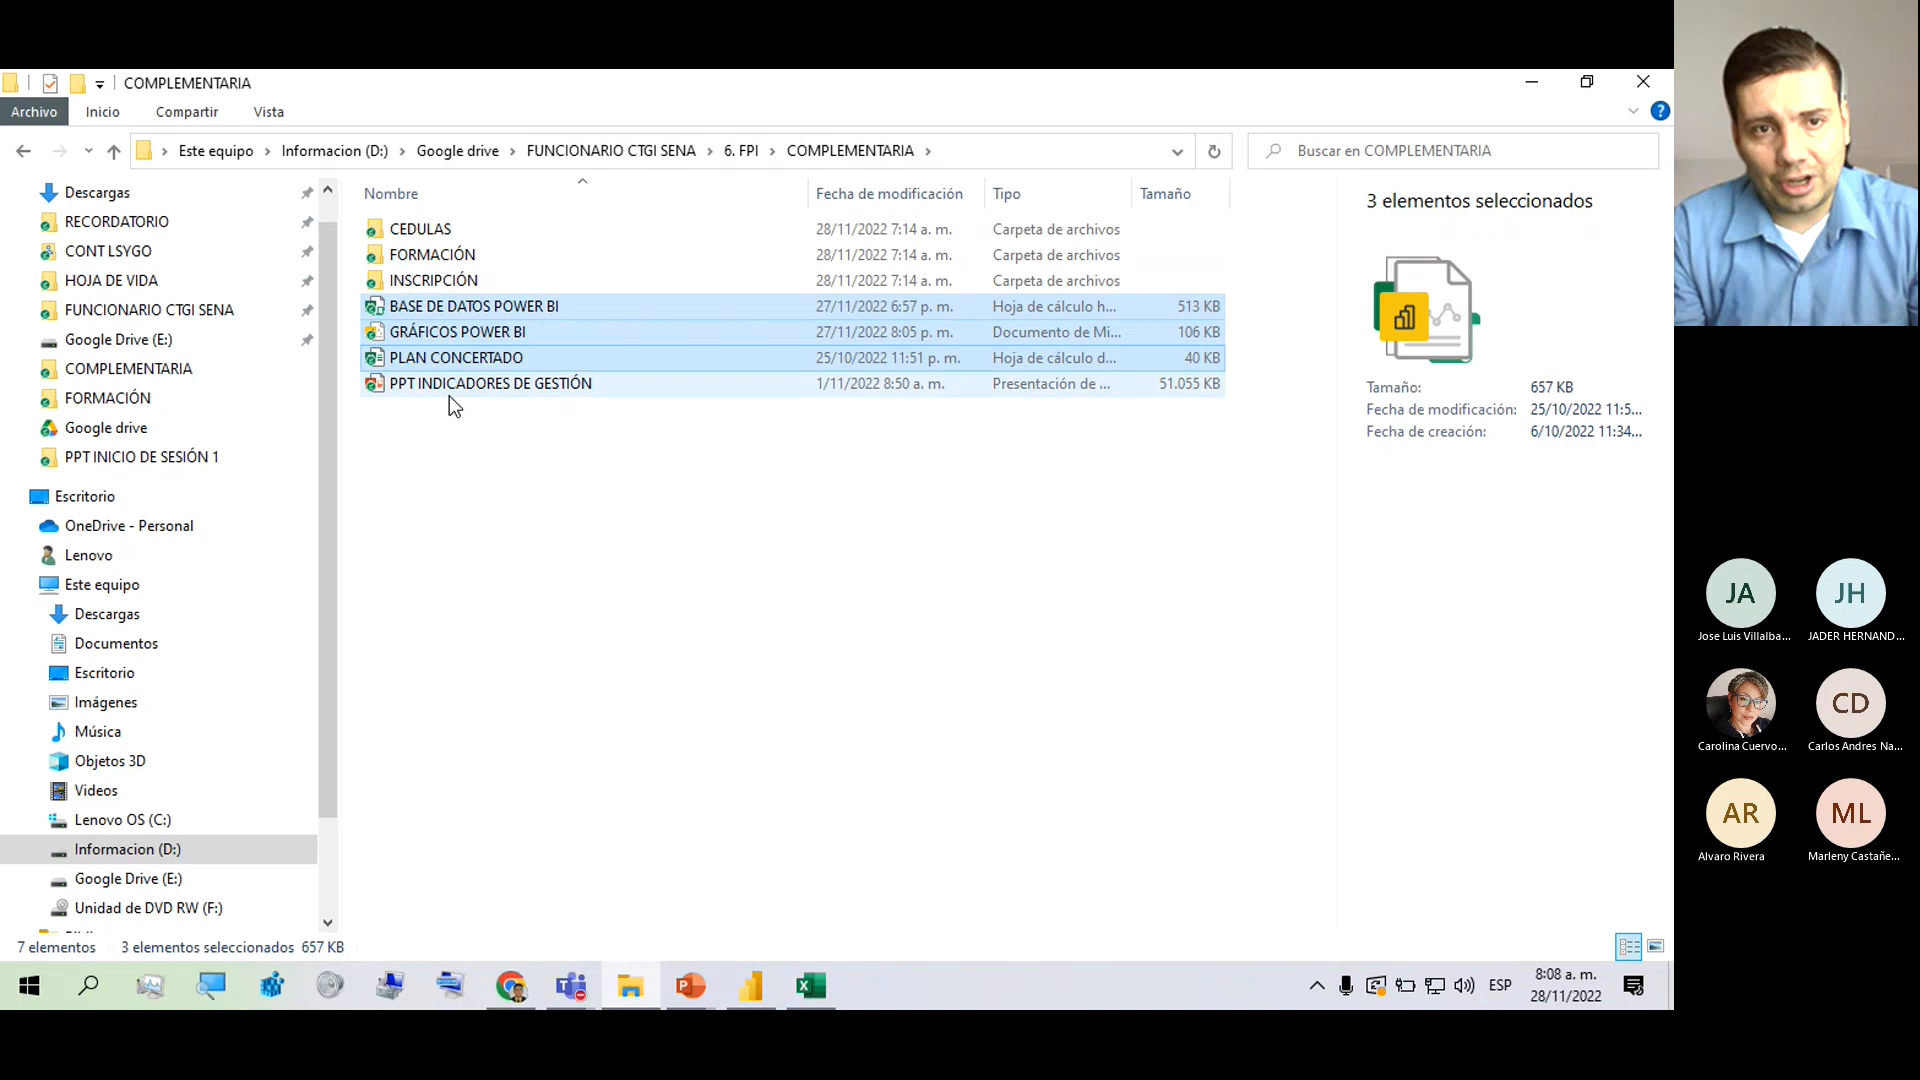 COMPLEMENTARIA
Archivo
Inicio
Compartir
Vista
Este equipo
Informacion (D:)
Google drive
FUNCIONARIO CTGI SENA
6. FPI
COMPLEMENTARIA
Buscar en COMPLEMENTARIA
Descargas
RECORDATORIO
CONT LSYGO
HOJA DE VIDA
FUNCIONARIO CTGI SENA
Google Drive (E:)
COMPLEMENTARIA
FORMACIÓN
Google drive
PPT INICIO DE SESIÓN 1
Escritorio
OneDrive - Personal
Lenovo
Este equipo
Descargas
Documentos
Escritorio
Imágenes
Música
Objetos 3D
Videos
Lenovo OS (C:)
Informacion (D:)
Google Drive (E:)
Unidad de DVD RW (F:)
Nombre Fecha de modificación Tipo Tamaño
CEDULAS 28/11/2022 7:14 a. m. Carpeta de archivos
FORMACIÓN 28/11/2022 7:14 a. m. Carpeta de archivos
INSCRIPCIÓN 28/11/2022 7:14 a. m. Carpeta de archivos
BASE DE DATOS POWER BI 27/11/2022 6:57 p. m. Hoja de cálculo h... 513 KB
GRÁFICOS POWER BI 27/11/2022 8:05 p. m. Documento de Mi... 106 KB
PLAN CONCERTADO 25/10/2022 11:51 p. m. Hoja de cálculo d... 40 KB
PPT INDICADORES DE GESTIÓN 1/11/2022 8:50 a. m. Presentación de ... 51.055 KB
3 elementos seleccionados
Tamaño: 657 KB
Fecha de modificación: 25/10/2022 11:5...
Fecha de creación: 6/10/2022 11:34...
7 elementos 3 elementos seleccionados 657 KB
ESP
8:08 a. m.
28/11/2022
JA
Jose Luis Villalba...
JH
JADER HERNAND...
Carolina Cuervo...
CD
Carlos Andres Na...
AR
Alvaro Rivera
ML
Marleny Castañe...